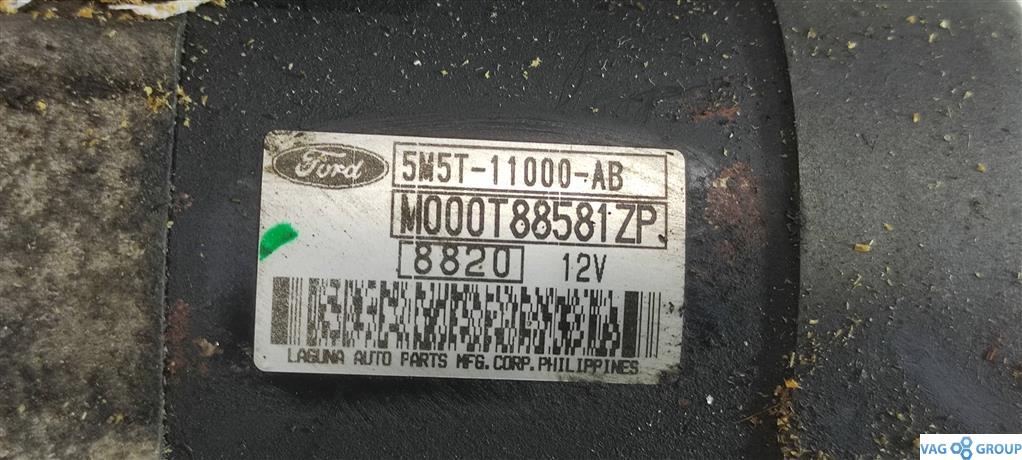 Ford 5M5T-11000-AB
M000T88581ZP
8820 12V
LAGUNA AUTO PARTS MFG.CORP.PHILIPPINES
VAG GROUP